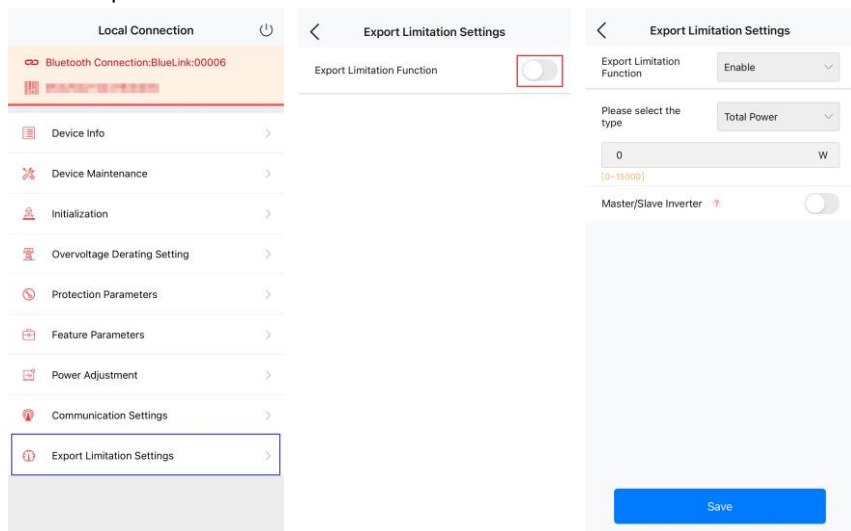 Local Connection
Bluetooth Connection:BlueLink:00006
Device Info
Device Maintenance
Initialization
Overvoltage Derating Setting
Protection Parameters
Feature Parameters
Power Adjustment
Communication Settings
Export Limitation Settings
Export Limitation Settings
Export Limitation Function
Export Limitation Settings
Export Limitation
Function
Enable
Please select the
type
Total Power
0 W
[0~15000]
Master/Slave Inverter ?
Save